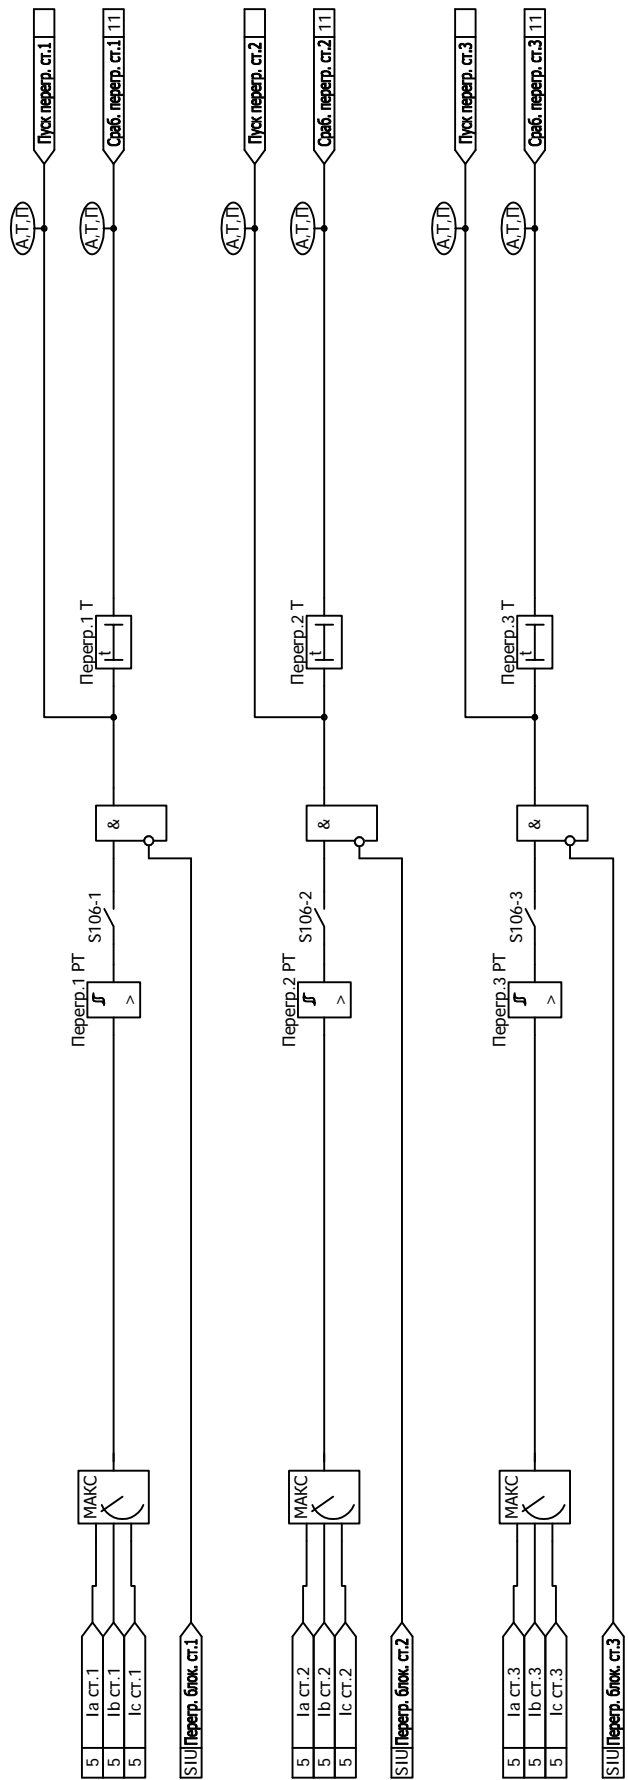 5 Ia ст.1
5 Ib ст.1
5 Ic ст.1
SIU Перегр. блок. ст.1
МАКС
Перегр.1 РТ
>
S106-1
&
Перегр.1 Т
t
А,Т,П
А,Т,П
Пуск перегр. ст.1
Сраб. перегр. ст.1 11
5 Ia ст.2
5 Ib ст.2
5 Ic ст.2
SIU Перегр. блок. ст.2
МАКС
Перегр.2 РТ
>
S106-2
&
Перегр.2 Т
t
А,Т,П
А,Т,П
Пуск перегр. ст.2
Сраб. перегр. ст.2 11
5 Ia ст.3
5 Ib ст.3
5 Ic ст.3
SIU Перегр. блок. ст.3
МАКС
Перегр.3 РТ
>
S106-3
&
Перегр.3 Т
t
А,Т,П
А,Т,П
Пуск перегр. ст.3
Сраб. перегр. ст.3 11